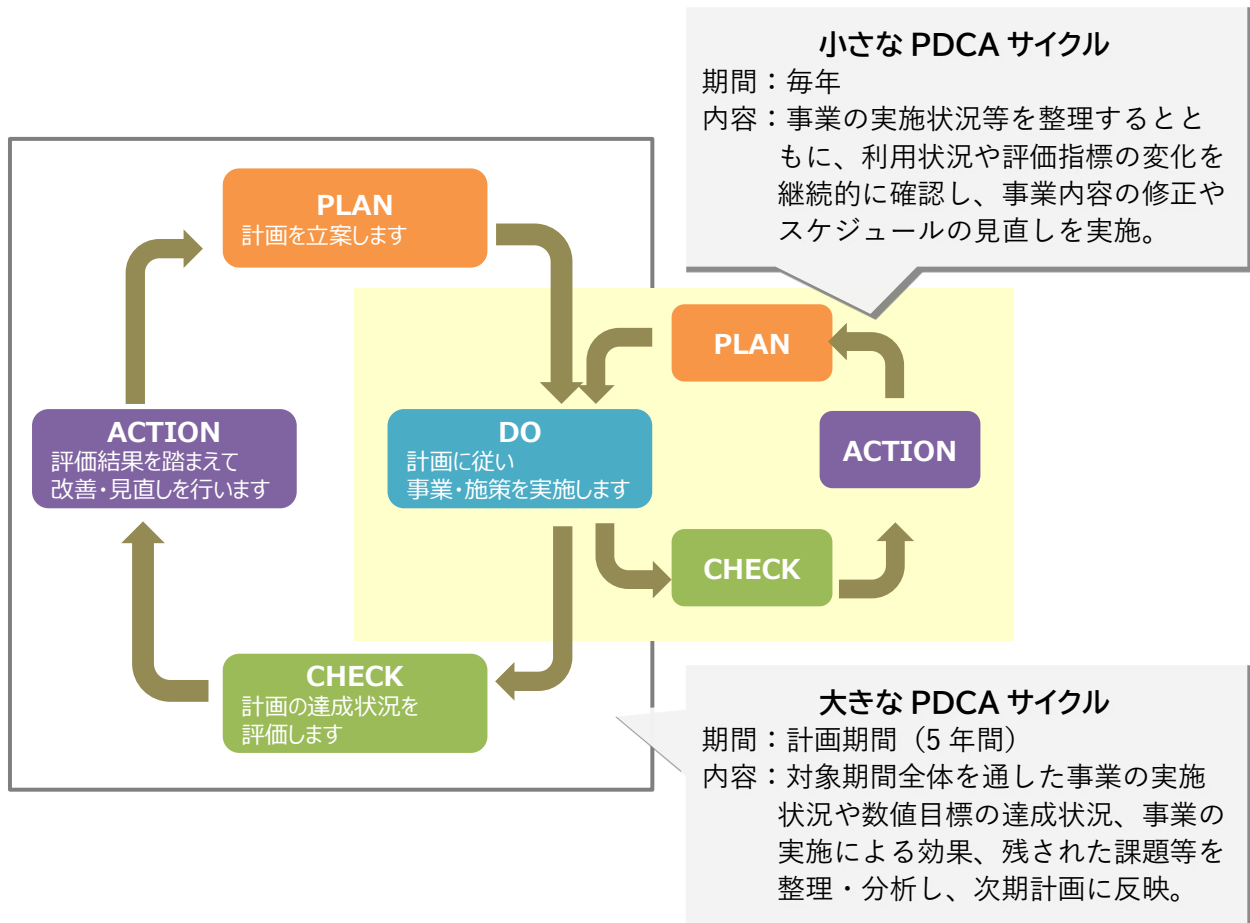 小さな PDCA サイクル
期間：毎年
内容：事業の実施状況等を整理するとと
もに、利用状況や評価指標の変化を
継続的に確認し、事業内容の修正や
スケジュールの見直しを実施。
PLAN
計画を立案します
PLAN
ACTION
評価結果を踏まえて
改善・見直しを行います
DO
計画に従い
事業・施策を実施します
ACTION
CHECK
CHECK
計画の達成状況を
評価します
大きな PDCA サイクル
期間：計画期間（5 年間）
内容：対象期間全体を通した事業の実施
状況や数値目標の達成状況、事業の
実施による効果、残された課題等を
整理・分析し、次期計画に反映。